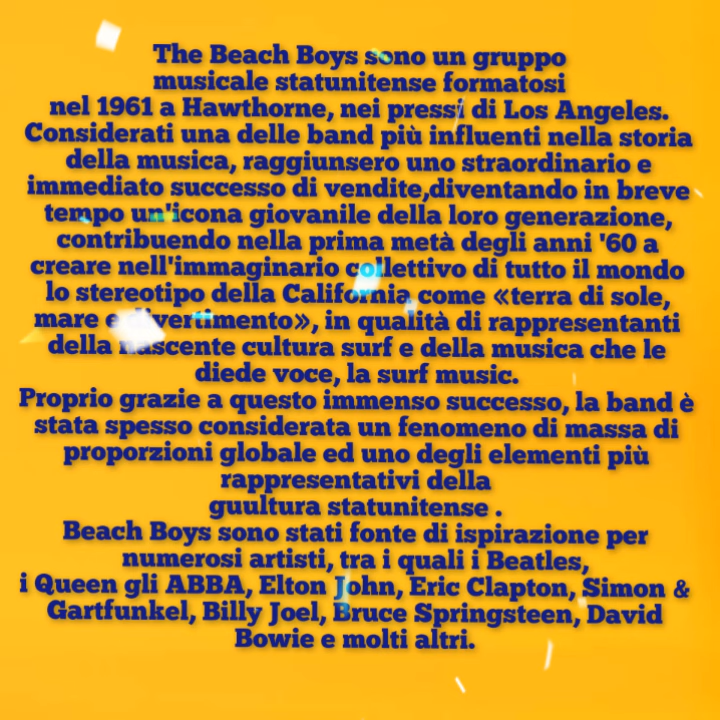 The Beach Boys sono un gruppo
musicale statunitense formatosi
nel 1961 a Hawthorne, nei pressi di Los Angeles.
Considerati una delle band più influenti nella storia
della musica, raggiunsero uno straordinario e
immediato successo di vendite,diventando in breve
tempo un'icona giovanile della loro generazione,
contribuendo nella prima metà degli anni '60 a
creare nell'immaginario collettivo di tutto il mondo
lo stereotipo della California come «terra di sole,
mare e divertimento», in qualità di rappresentanti
della nascente cultura surf e della musica che le
diede voce, la surf music.
Proprio grazie a questo immenso successo, la band è
stata spesso considerata un fenomeno di massa di
proporzioni globale ed uno degli elementi più
rappresentativi della
guultura statunitense .
Beach Boys sono stati fonte di ispirazione per
numerosi artisti, tra i quali i Beatles,
i Queen gli ABBA, Elton John, Eric Clapton, Simon &
Gartfunkel, Billy Joel, Bruce Springsteen, David
Bowie e molti altri.